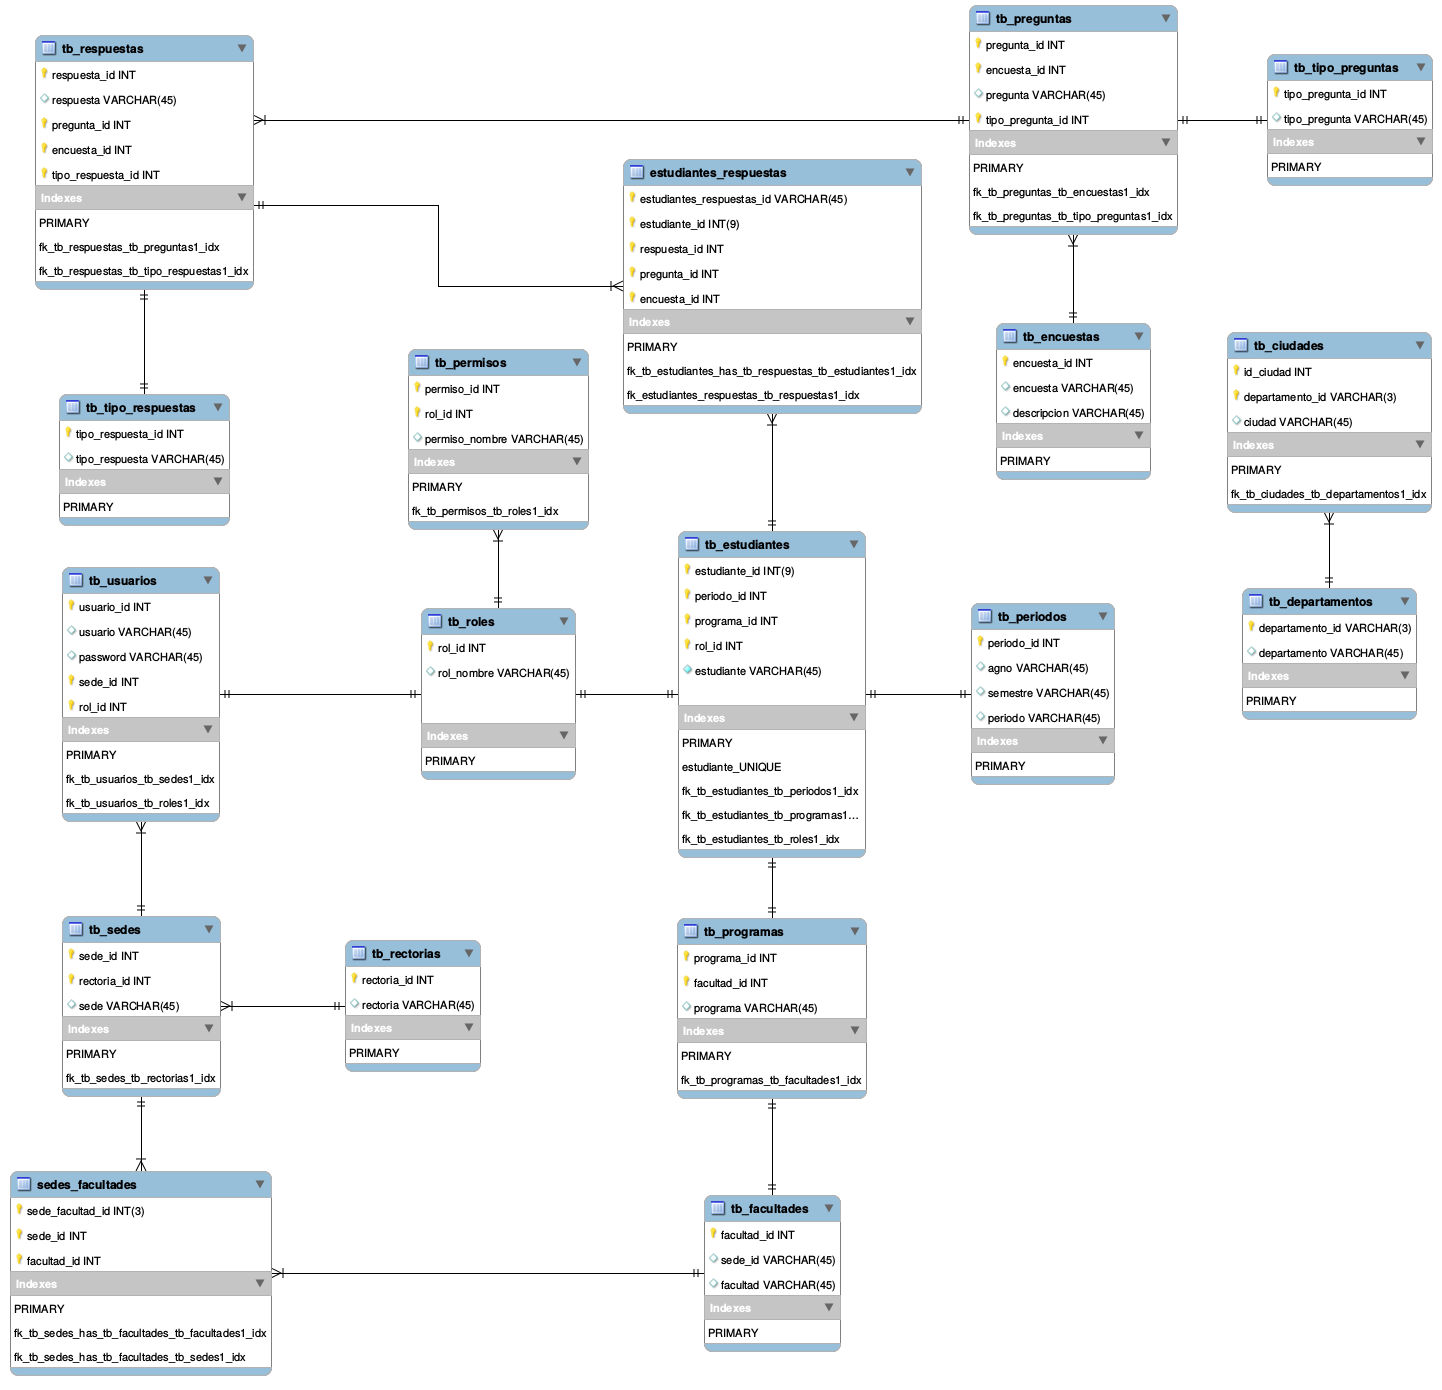 tb_respuestas
respuesta_id INT
respuesta VARCHAR(45)
pregunta_id INT
encuesta_id INT
tipo_respuesta_id INT
Indexes
PRIMARY
fk_tb_respuestas_tb_preguntas1_idx
fk_tb_respuestas_tb_tipo_respuestas1_idx
tb_preguntas
pregunta_id INT
encuesta_id INT
pregunta VARCHAR(45)
tipo_pregunta_id INT
Indexes
PRIMARY
fk_tb_preguntas_tb_encuestas1_idx
fk_tb_preguntas_tb_tipo_preguntas1_idx
tb_tipo_preguntas
tipo_pregunta_id INT
tipo_pregunta VARCHAR(45)
Indexes
PRIMARY
estudiantes_respuestas
estudiantes_respuestas_id VARCHAR(45)
estudiante_id INT(9)
respuesta_id INT
pregunta_id INT
encuesta_id INT
Indexes
PRIMARY
fk_tb_estudiantes_has_tb_respuestas_tb_estudiantes1_idx
fk_estudiantes_respuestas_tb_respuestas1_idx
tb_encuestas
encuesta_id INT
encuesta VARCHAR(45)
descripcion VARCHAR(45)
Indexes
PRIMARY
tb_ciudades
id_ciudad INT
departamento_id VARCHAR(3)
ciudad VARCHAR(45)
Indexes
PRIMARY
fk_tb_ciudades_tb_departamentos1_idx
tb_permisos
permiso_id INT
rol_id INT
permiso_nombre VARCHAR(45)
Indexes
PRIMARY
fk_tb_permisos_tb_roles1_idx
tb_tipo_respuestas
tipo_respuesta_id INT
tipo_respuesta VARCHAR(45)
Indexes
PRIMARY
tb_usuarios
usuario_id INT
usuario VARCHAR(45)
password VARCHAR(45)
sede_id INT
rol_id INT
Indexes
PRIMARY
fk_tb_usuarios_tb_sedes1_idx
fk_tb_usuarios_tb_roles1_idx
tb_roles
rol_id INT
rol_nombre VARCHAR(45)
Indexes
PRIMARY
tb_estudiantes
estudiante_id INT(9)
periodo_id INT
programa_id INT
rol_id INT
estudiante VARCHAR(45)
Indexes
PRIMARY
estudiante_UNIQUE
fk_tb_estudiantes_tb_periodos1_idx
fk_tb_estudiantes_tb_programas1...
fk_tb_estudiantes_tb_roles1_idx
tb_periodos
periodo_id INT
agno VARCHAR(45)
semestre VARCHAR(45)
periodo VARCHAR(45)
Indexes
PRIMARY
tb_departamentos
departamento_id VARCHAR(3)
departamento VARCHAR(45)
Indexes
PRIMARY
tb_sedes
sede_id INT
rectoria_id INT
sede VARCHAR(45)
Indexes
PRIMARY
fk_tb_sedes_tb_rectorias1_idx
tb_rectorias
rectoria_id INT
rectoria VARCHAR(45)
Indexes
PRIMARY
tb_programas
programa_id INT
facultad_id INT
programa VARCHAR(45)
Indexes
PRIMARY
fk_tb_programas_tb_facultades1_idx
sedes_facultades
sede_facultad_id INT(3)
sede_id INT
facultad_id INT
Indexes
PRIMARY
fk_tb_sedes_has_tb_facultades_tb_facultades1_idx
fk_tb_sedes_has_tb_facultades_tb_sedes1_idx
tb_facultades
facultad_id INT
sede_id VARCHAR(45)
facultad VARCHAR(45)
Indexes
PRIMARY